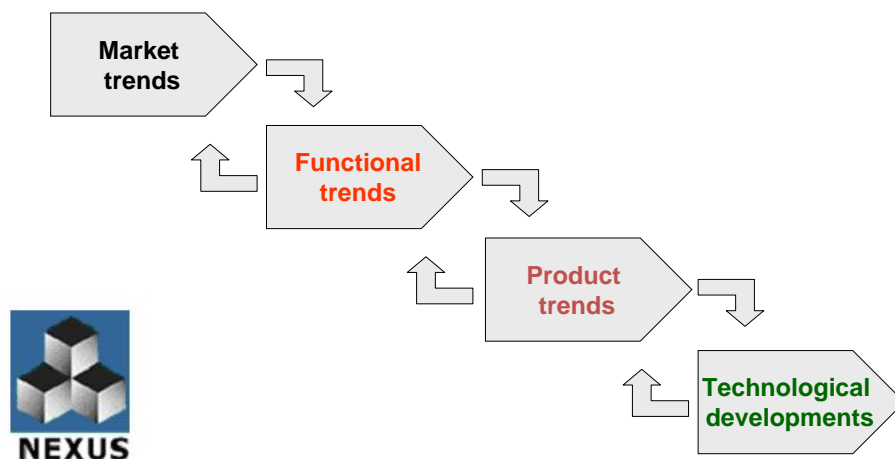 Market
trends
Functional
trends
Product
trends
Technological
developments
NEXUS